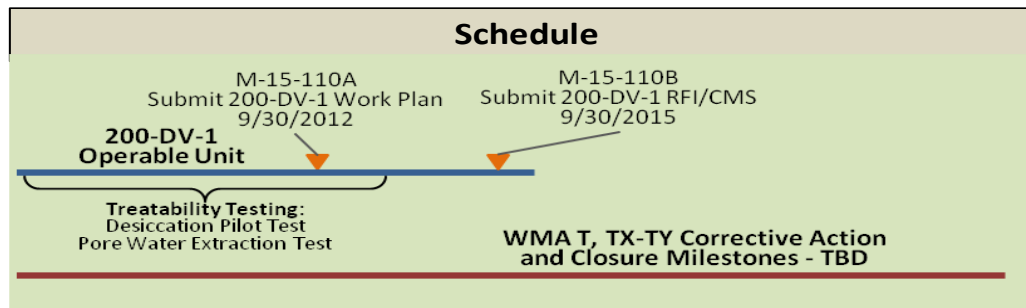 Schedule
M-15-110A
Submit 200-DV-1 Work Plan
9/30/2012
M-15-110B
Submit 200-DV-1 RFI/CMS
9/30/2015
200-DV-1
Operable Unit
Treatability Testing:
Desiccation Pilot Test
Pore Water Extraction Test
WMA T, TX-TY Corrective Action
and Closure Milestones - TBD